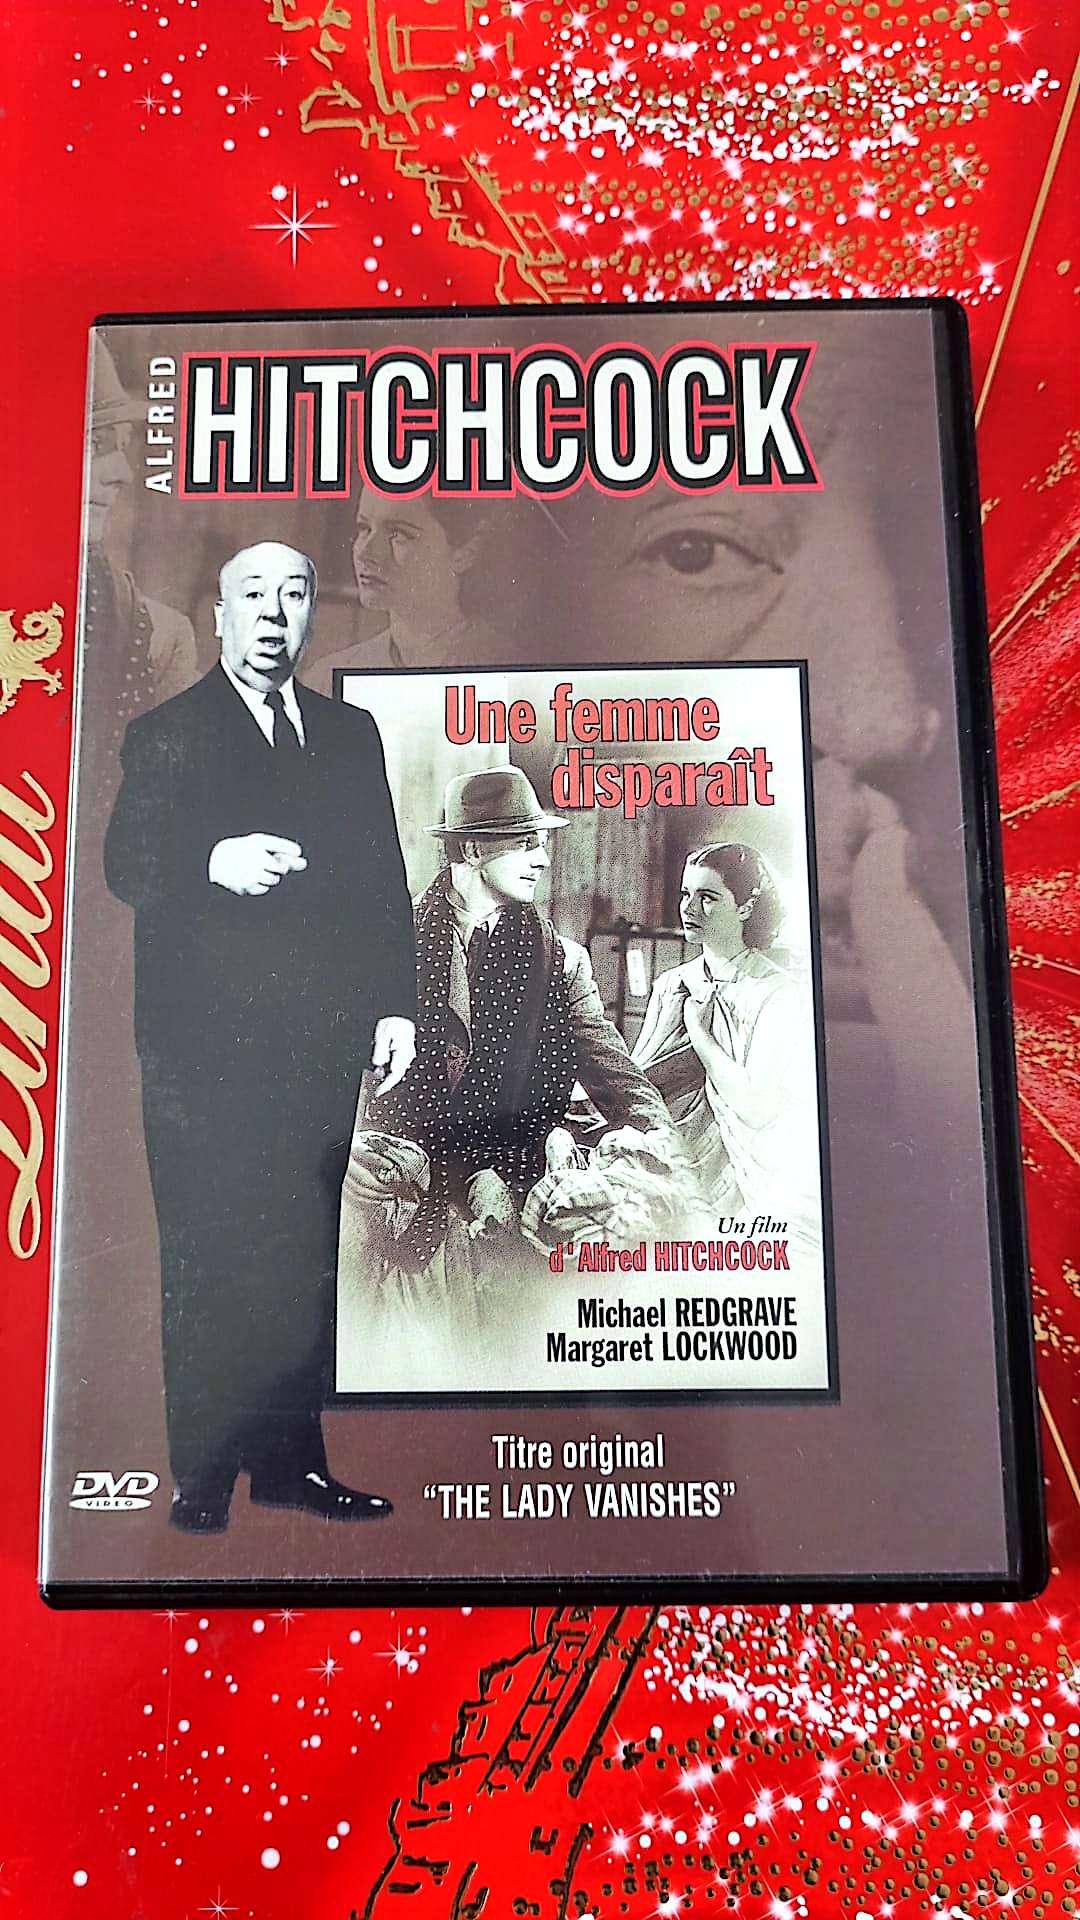 ALFRED
HITCHCOCK
Une femme
disparaît
Un film
d'Alfred HITCHCOCK
Michael REDGRAVE
Margaret LOCKWOOD
Titre original
"THE LADY VANISHES"
DVD
VIDEO
Lindt